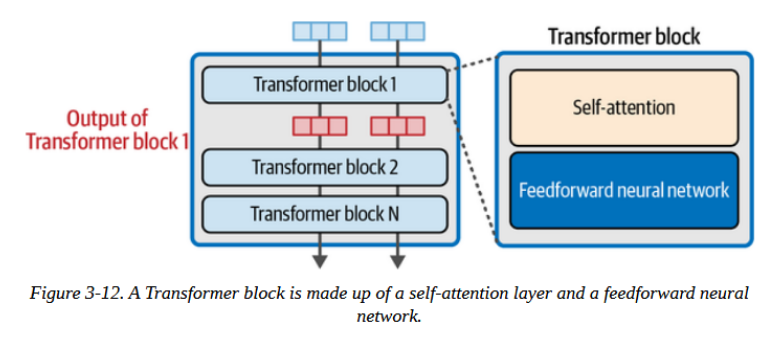 Transformer block
Transformer block 1
Self-attention
Output of
Transformer block 1
Transformer block 2
Feedforward neural network
Transformer block N
Figure 3-12. A Transformer block is made up of a self-attention layer and a feedforward neural
network.